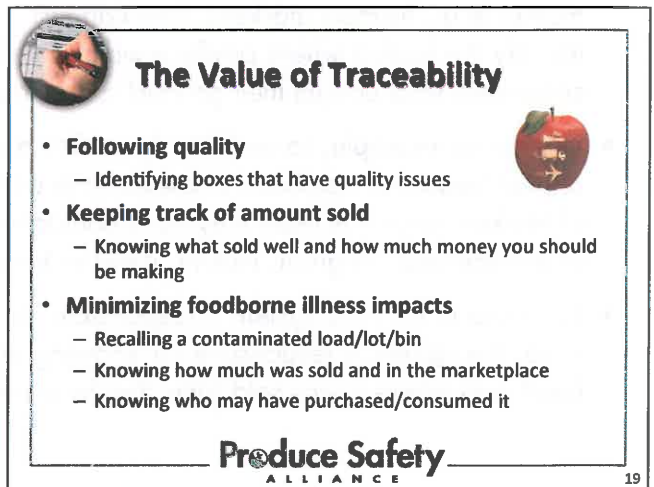 The Value of Traceability
• Following quality
– Identifying boxes that have quality issues
• Keeping track of amount sold
– Knowing what sold well and how much money you should
be making
• Minimizing foodborne illness impacts
– Recalling a contaminated load/lot/bin
– Knowing how much was sold and in the marketplace
– Knowing who may have purchased/consumed it
Produce Safety
ALLIANCE
19